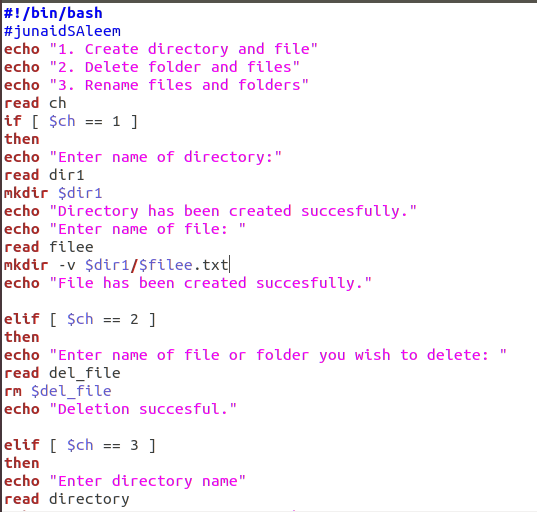 #!/bin/bash
#junaidSAleem
echo "1. Create directory and file"
echo "2. Delete folder and files"
echo "3. Rename files and folders"
read ch
if [ $ch == 1 ]
then
echo "Enter name of directory:"
read dir1
mkdir $dir1
echo "Directory has been created succesfully."
echo "Enter name of file: "
read filee
mkdir -v $dir1/$filee.txt
echo "File has been created succesfully."

elif [ $ch == 2 ]
then
echo "Enter name of file or folder you wish to delete: "
read del_file
rm $del_file
echo "Deletion succesful."

elif [ $ch == 3 ]
then
echo "Enter directory name"
read directory